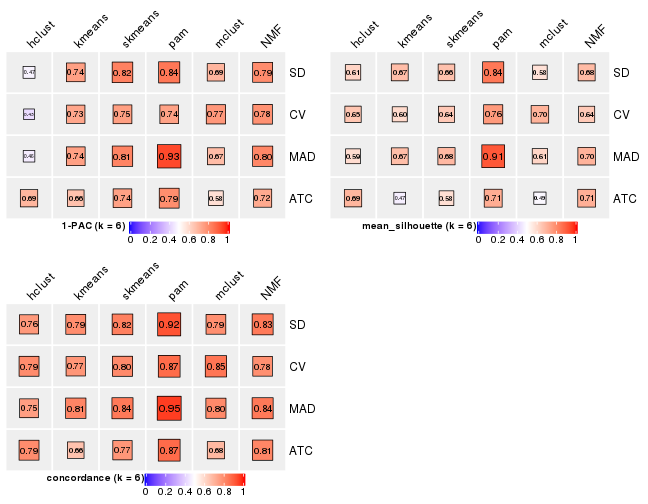 hclust kmeans skmeans pam mclust NMF
0.47 0.74 0.82 0.84 0.69 0.79 SD
0.73 0.75 0.74 0.77 0.78 CV
0.74 0.81 0.93 0.67 0.80 MAD
0.69 0.66 0.74 0.79 0.58 0.72 ATC
1-PAC (k = 6)
0 0.2 0.4 0.6 0.8 1
hclust kmeans skmeans pam mclust NMF
0.61 0.67 0.66 0.84 0.58 0.68 SD
0.65 0.60 0.64 0.76 0.70 0.64 CV
0.59 0.67 0.68 0.91 0.61 0.70 MAD
0.69 0.47 0.58 0.71 0.49 0.71 ATC
mean_silhouette (k = 6)
0 0.2 0.4 0.6 0.8 1
hclust kmeans skmeans pam mclust NMF
0.76 0.79 0.82 0.92 0.79 0.83 SD
0.79 0.77 0.80 0.87 0.85 0.78 CV
0.75 0.81 0.84 0.95 0.80 0.84 MAD
0.79 0.66 0.77 0.87 0.68 0.81 ATC
concordance (k = 6)
0 0.2 0.4 0.6 0.8 1